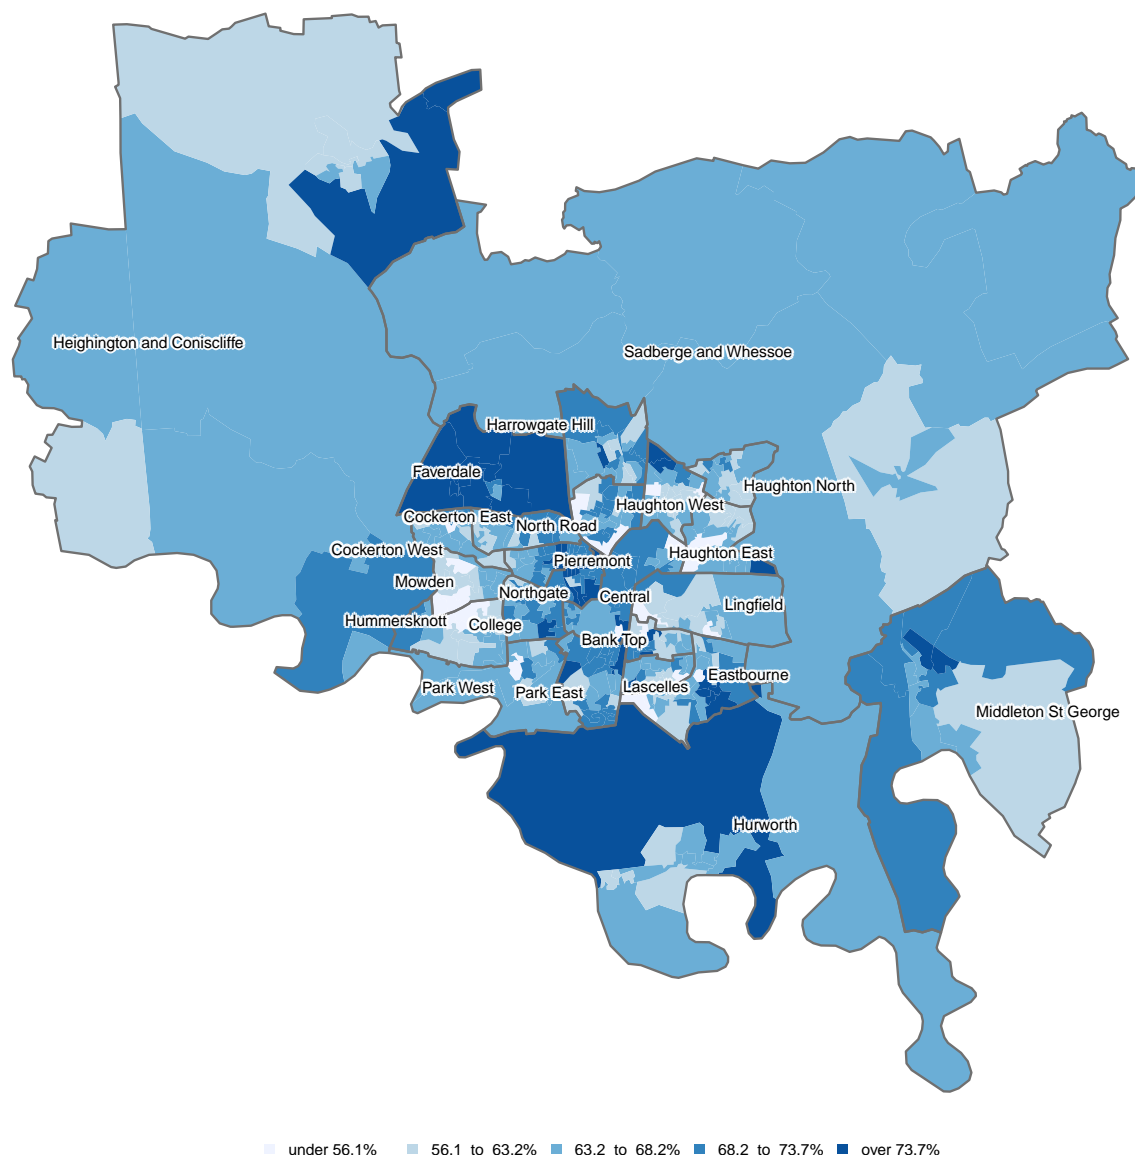 Heighington and Coniscliffe
Sadberge and Whessoe
Harrowgate Hill
Faverdale
Haughton North
Haughton West
Cockerton East
North Road
Cockerton West
Haughton East
Pierremont
Mowden
Northgate
Central
Lingfield
Hummersknott
College
Bank Top
Eastbourne
Park West
Park East
Lascelles
Middleton St George
Hurworth
under 56.1%
56.1 to 63.2%
63.2 to 68.2%
68.2 to 73.7%
over 73.7%